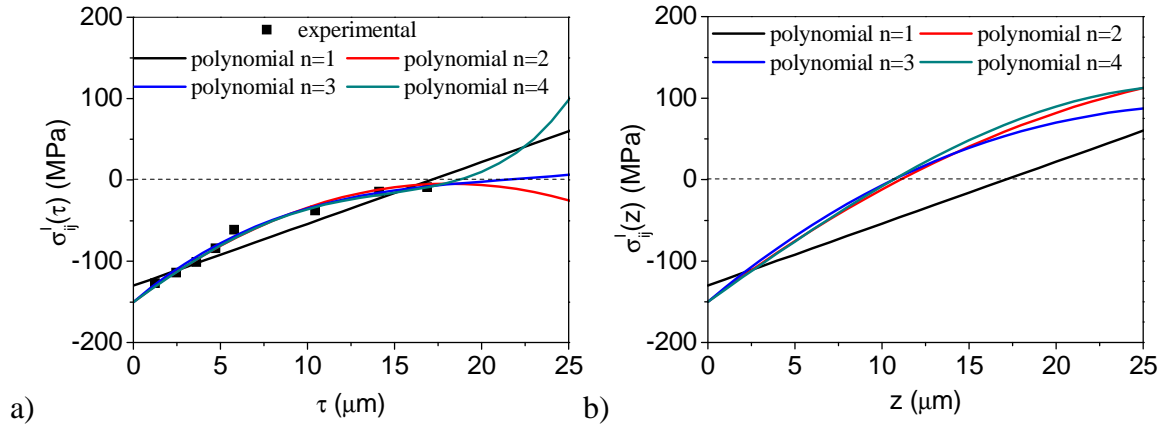 200
100
0
-100
-200
σ^I_ij(τ) (MPa)
experimental
polynomial n=1
polynomial n=2
polynomial n=3
polynomial n=4
0 5 10 15 20 25
τ (μm)
a)
200
100
0
-100
-200
σ^I_ij(z) (MPa)
polynomial n=1
polynomial n=2
polynomial n=3
polynomial n=4
0 5 10 15 20 25
z (μm)
b)